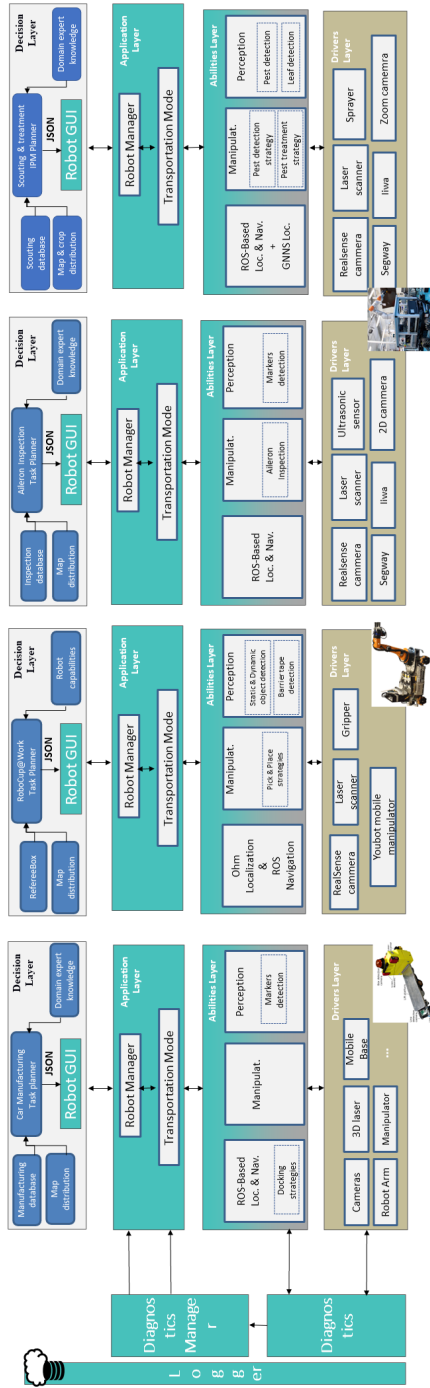 Logger
Diagnos
tics
Manage
r
Diagnos
tics
Decision
Layer
Car Manufacturing
Task planner
Manufacturing
database
Map
distribution
Domain expert
knowledge
JSON
Robot GUI
Application Layer
Robot Manager
Transportation Mode
Abilities Layer
ROS-Based
Loc. & Nav.
Docking
strategies
Manipulat.
Perception
Markers
detection
Drivers Layer
Cameras
3D laser
Mobile
Base
Robot Arm
Manipulator
...
Decision
Layer
RoboCup@Work
Task Planner
RefereeBox
Map
distribution
Robot
capabilities
JSON
Robot GUI
Application Layer
Robot Manager
Transportation Mode
Abilities Layer
Ohm
Localization
&
ROS
Navigation
Manipulat.
Pick & Place
strategies
Perception
Static & Dynamic
object detection
Barrier tape
detection
Drivers
Layer
RealSense
cammera
Laser
scanner
Gripper
Youbot mobile
manipulator
Decision
Layer
Aileron Inspection
Task Planner
Inspection
database
Map
distribution
Domain expert
knowledge
JSON
Robot GUI
Application Layer
Robot Manager
Transportation Mode
Abilities Layer
ROS-Based
Loc. & Nav.
Manipulat.
Aileron
Inspection
Perception
Markers
detection
Drivers
Layer
Realsense
cammera
Laser
scanner
Ultrasonic
sensor
Segway
Iiwa
2D cammera
Decision
Layer
Scouting & treatment
IPM Planner
Scouting
database
Map & crop
distribution
Domain expert
knowledge
JSON
Robot GUI
Application Layer
Robot Manager
Transportation Mode
Abilities Layer
ROS-Based
Loc. & Nav.
+
GNNS Loc.
Manipulat.
Pest detection
strategy
Pest treatment
strategy
Perception
Pest detection
Leaf detection
Drivers
Layer
Realsense
cammera
Laser
scanner
Sprayer
Segway
Iiwa
Zoom camemra